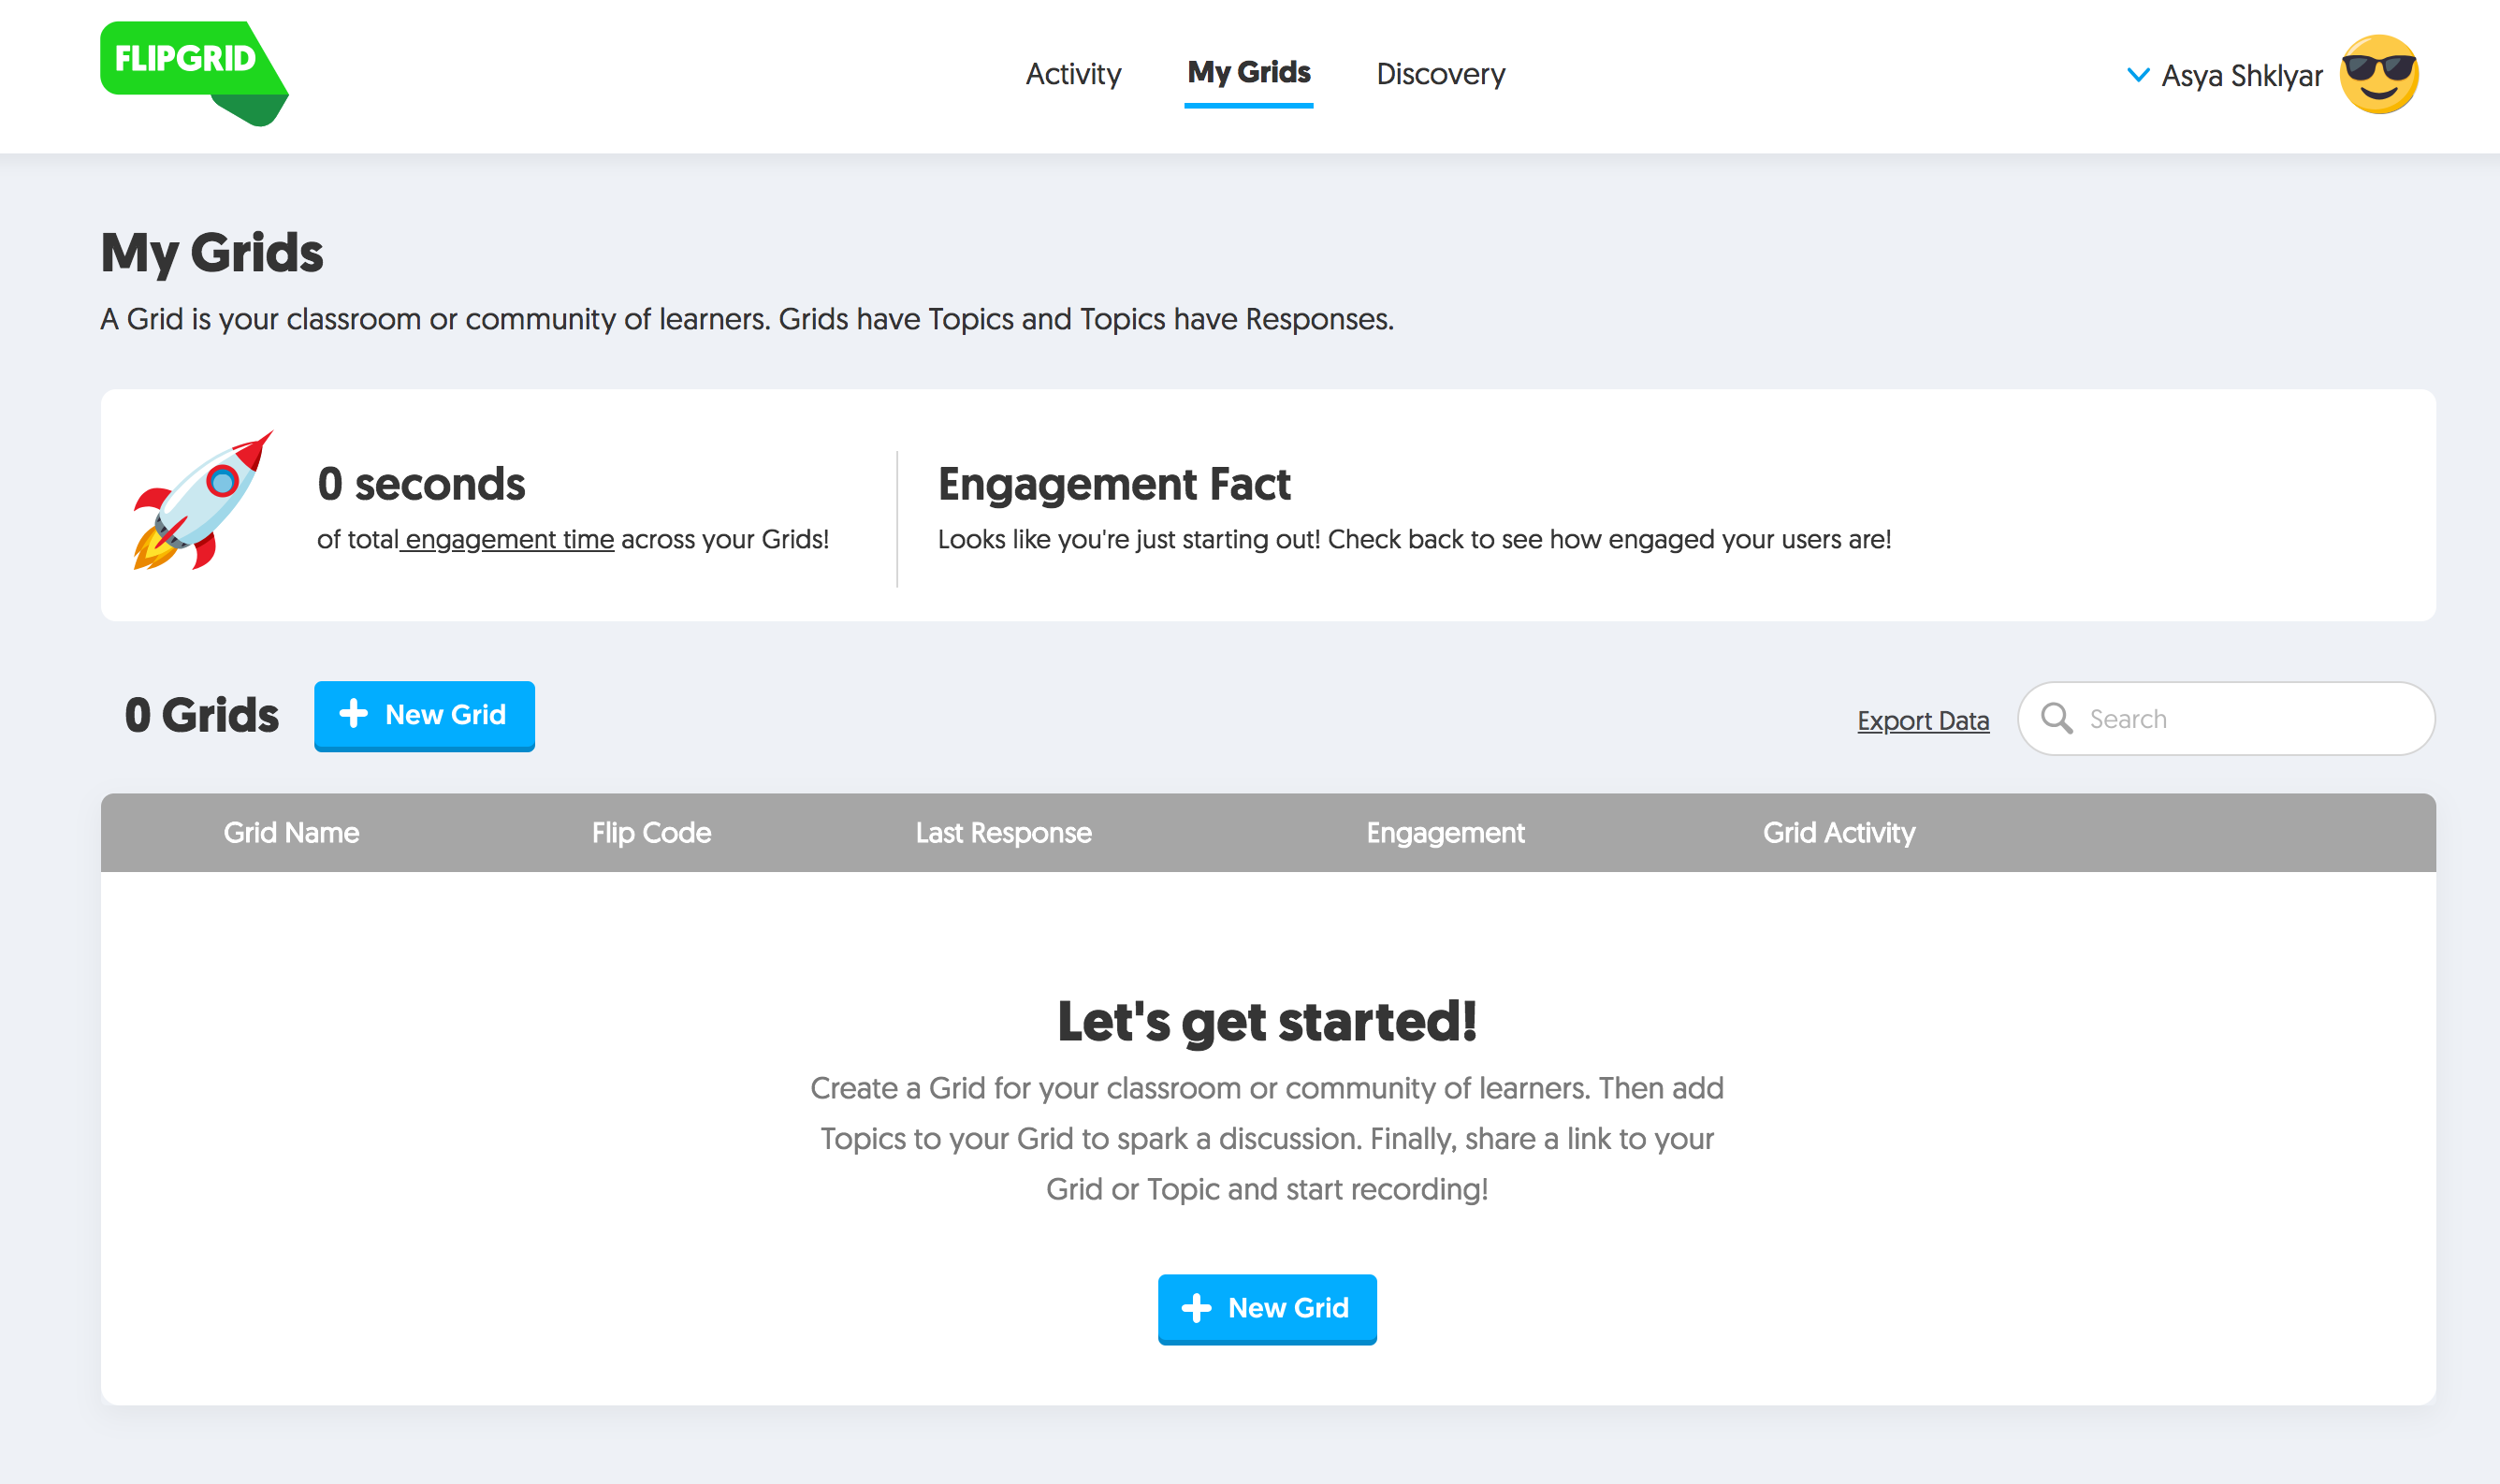 FLIPGRID
Activity
My Grids
Discovery
Asya Shklyar
My Grids
A Grid is your classroom or community of learners. Grids have Topics and Topics have Responses.
0 seconds
of total engagement time across your Grids!
Engagement Fact
Looks like you're just starting out! Check back to see how engaged your users are!
0 Grids
New Grid
Export Data
Search
Grid Name
Flip Code
Last Response
Engagement
Grid Activity
Let's get started!
Create a Grid for your classroom or community of learners. Then add
Topics to your Grid to spark a discussion. Finally, share a link to your
Grid or Topic and start recording!
New Grid